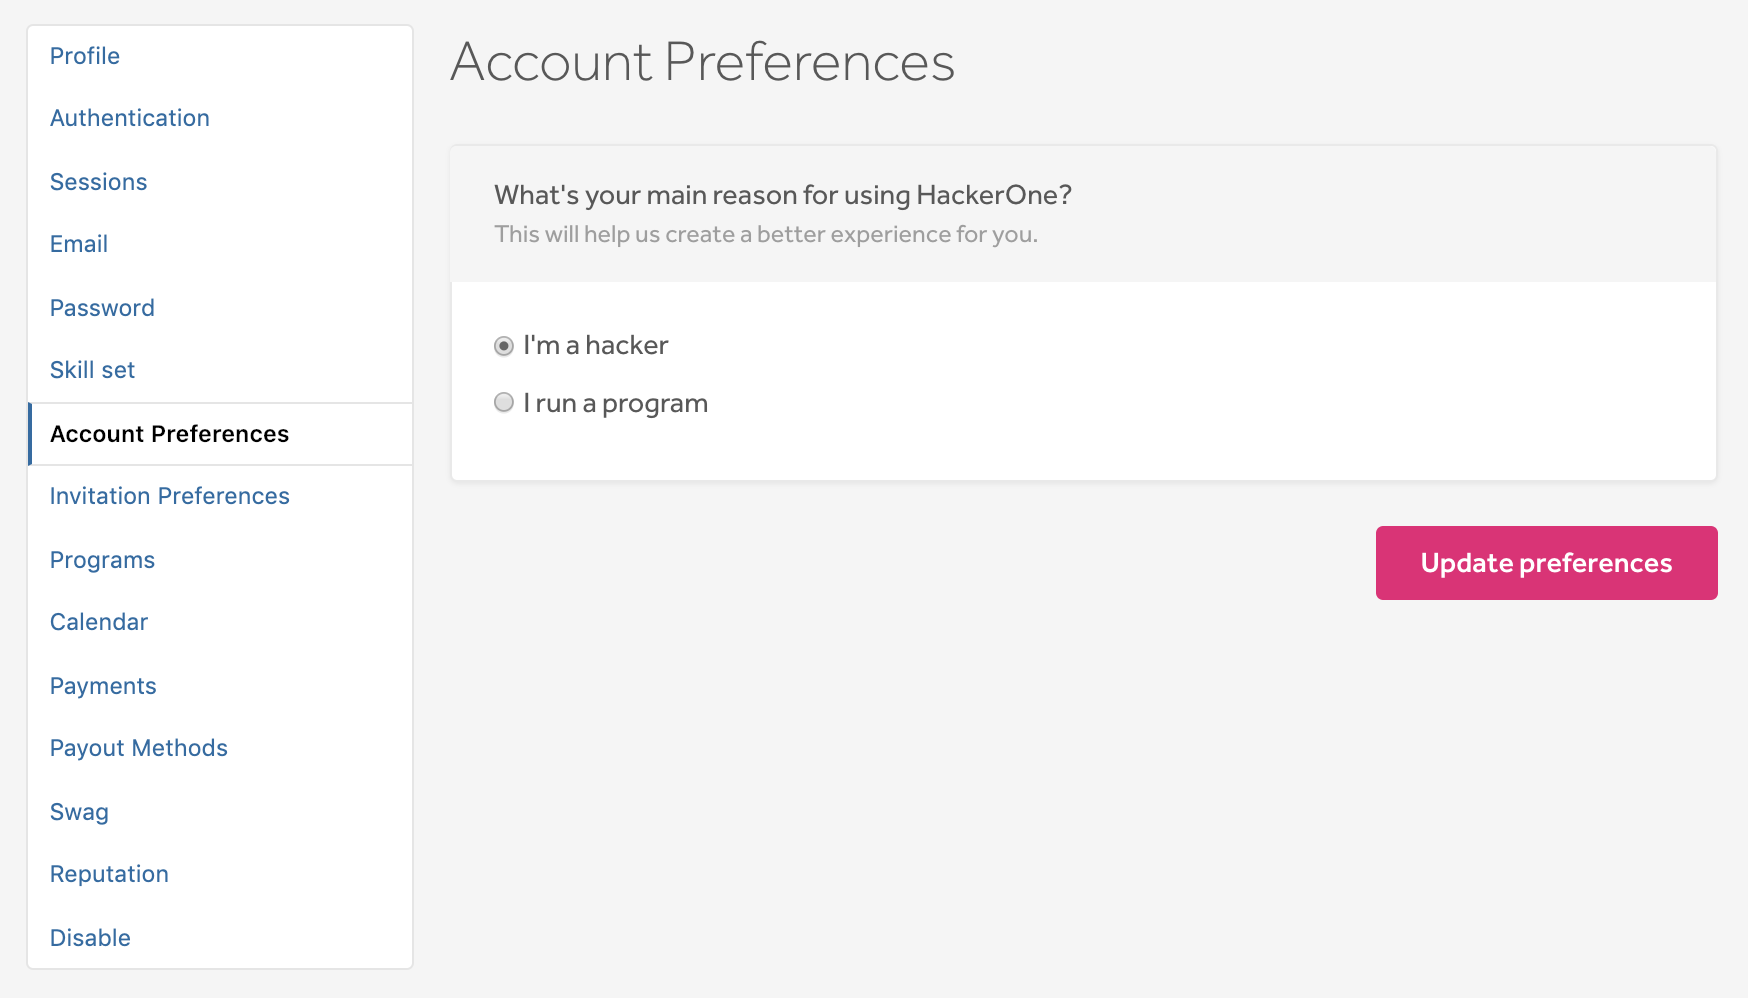 Profile
Authentication
Sessions
Email
Password
Skill set
Account Preferences
Invitation Preferences
Programs
Calendar
Payments
Payout Methods
Swag
Reputation
Disable
Account Preferences
What's your main reason for using HackerOne?
This will help us create a better experience for you.
I'm a hacker
I run a program
Update preferences